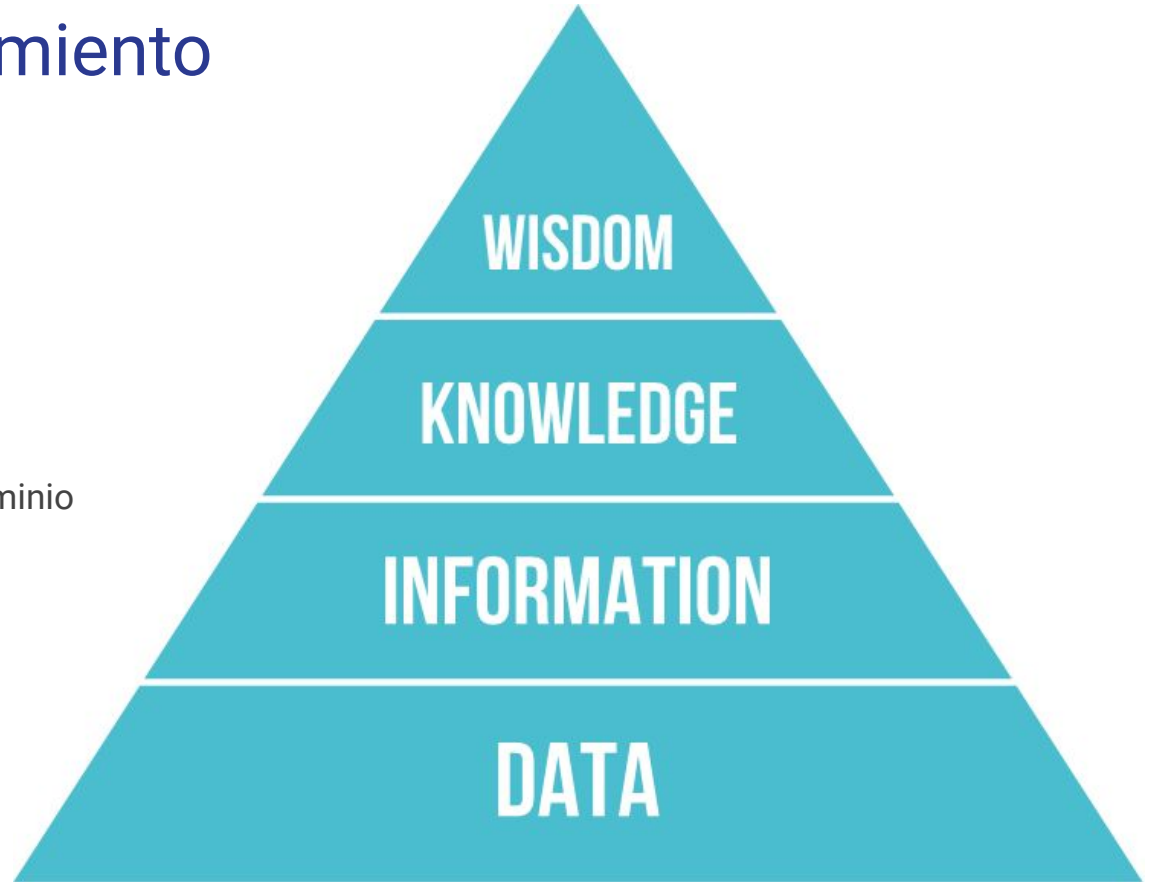 miento
WISDOM
KNOWLEDGE
minio
INFORMATION
DATA